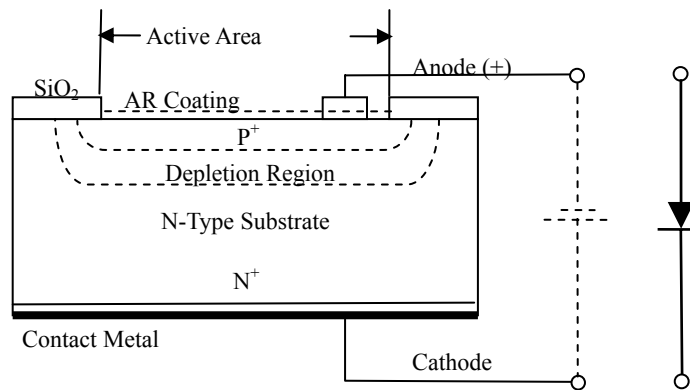 Active Area
SiO₂
Anode (+)
AR Coating
P⁺
Depletion Region
N-Type Substrate
N⁺
Contact Metal
Cathode